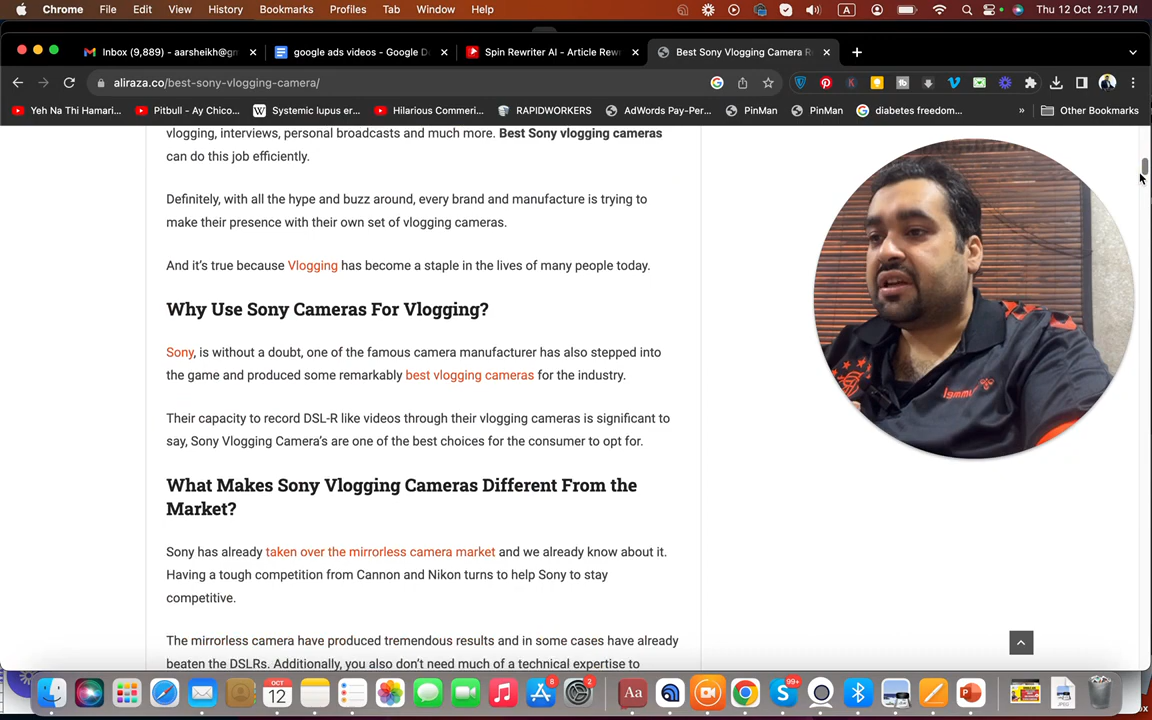 Chrome File Edit View History Bookmarks Profiles Tab Window Help A Thu 12 Oct 2:17 PM
Inbox (9,889) - aarsheikh@gm
google ads videos - Google D
Spin Rewriter AI - Article Rew
Best Sony Vlogging Camera R
aliraza.co/best-sony-vlogging-camera/
Yeh Na Thi Hamari...
Pitbull - Ay Chico...
Systemic lupus er...
Hilarious Commeri...
RAPIDWORKERS
AdWords Pay-Per...
PinMan
PinMan
diabetes freedom...
» Other Bookmarks
vlogging, interviews, personal broadcasts and much more. Best Sony vlogging cameras
can do this job efficiently.
Definitely, with all the hype and buzz around, every brand and manufacture is trying to
make their presence with their own set of vlogging cameras.
And it's true because Vlogging has become a staple in the lives of many people today.
Why Use Sony Cameras For Vlogging?
Sony, is without a doubt, one of the famous camera manufacturer has also stepped into
the game and produced some remarkably best vlogging cameras for the industry.
Their capacity to record DSL-R like videos through their vlogging cameras is significant to
say, Sony Vlogging Camera's are one of the best choices for the consumer to opt for.
What Makes Sony Vlogging Cameras Different From the
Market?
Sony has already taken over the mirrorless camera market and we already know about it.
Having a tough competition from Cannon and Nikon turns to help Sony to stay
competitive.
The mirrorless camera have produced tremendous results and in some cases have already
beaten the DSLRs. Additionally, you also don't need much of a technical expertise to
hummel
OCT
12
8
2
Aa
99+
JPEG